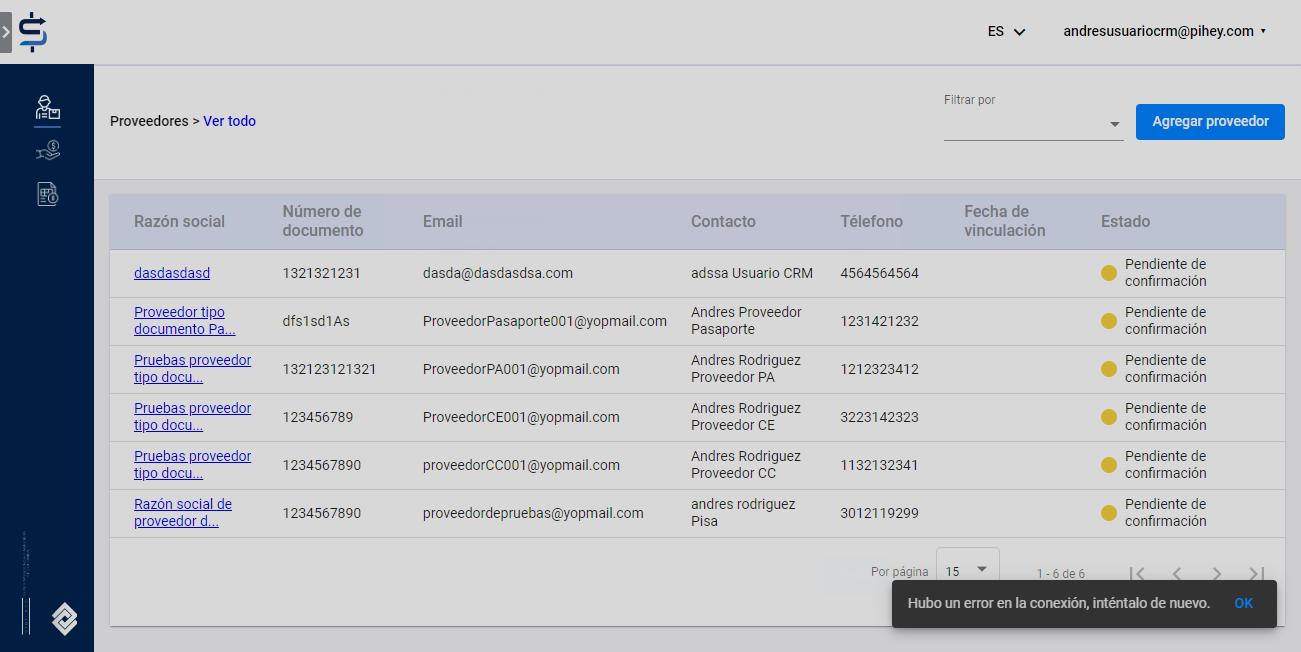 ES
andresusuariocrm@pihey.com
Proveedores > Ver todo
Filtrar por
Agregar proveedor
Razón social
Número de
documento
Email
Contacto
Télefono
Fecha de
vinculación
Estado
dasdasdasd
1321321231
dasda@dasdasdsa.com
adssa Usuario CRM
4564564564
Pendiente de
confirmación
Proveedor tipo
documento Pa...
dfs1sd1As
ProveedorPasaporte001@yopmail.com
Andres Proveedor
Pasaporte
1231421232
Pendiente de
confirmación
Pruebas proveedor
tipo docu...
132123121321
ProveedorPA001@yopmail.com
Andres Rodriguez
Proveedor PA
1212323412
Pendiente de
confirmación
Pruebas proveedor
tipo docu...
123456789
ProveedorCE001@yopmail.com
Andres Rodriguez
Proveedor CE
3223142323
Pendiente de
confirmación
Pruebas proveedor
tipo docu...
1234567890
proveedorCC001@yopmail.com
Andres Rodriguez
Proveedor CC
1132132341
Pendiente de
confirmación
Razón social de
proveedor d...
1234567890
proveedordepruebas@yopmail.com
andres rodriguez
Pisa
3012119299
Pendiente de
confirmación
Por página
15
1 - 6 de 6
Hubo un error en la conexión, inténtalo de nuevo.
OK